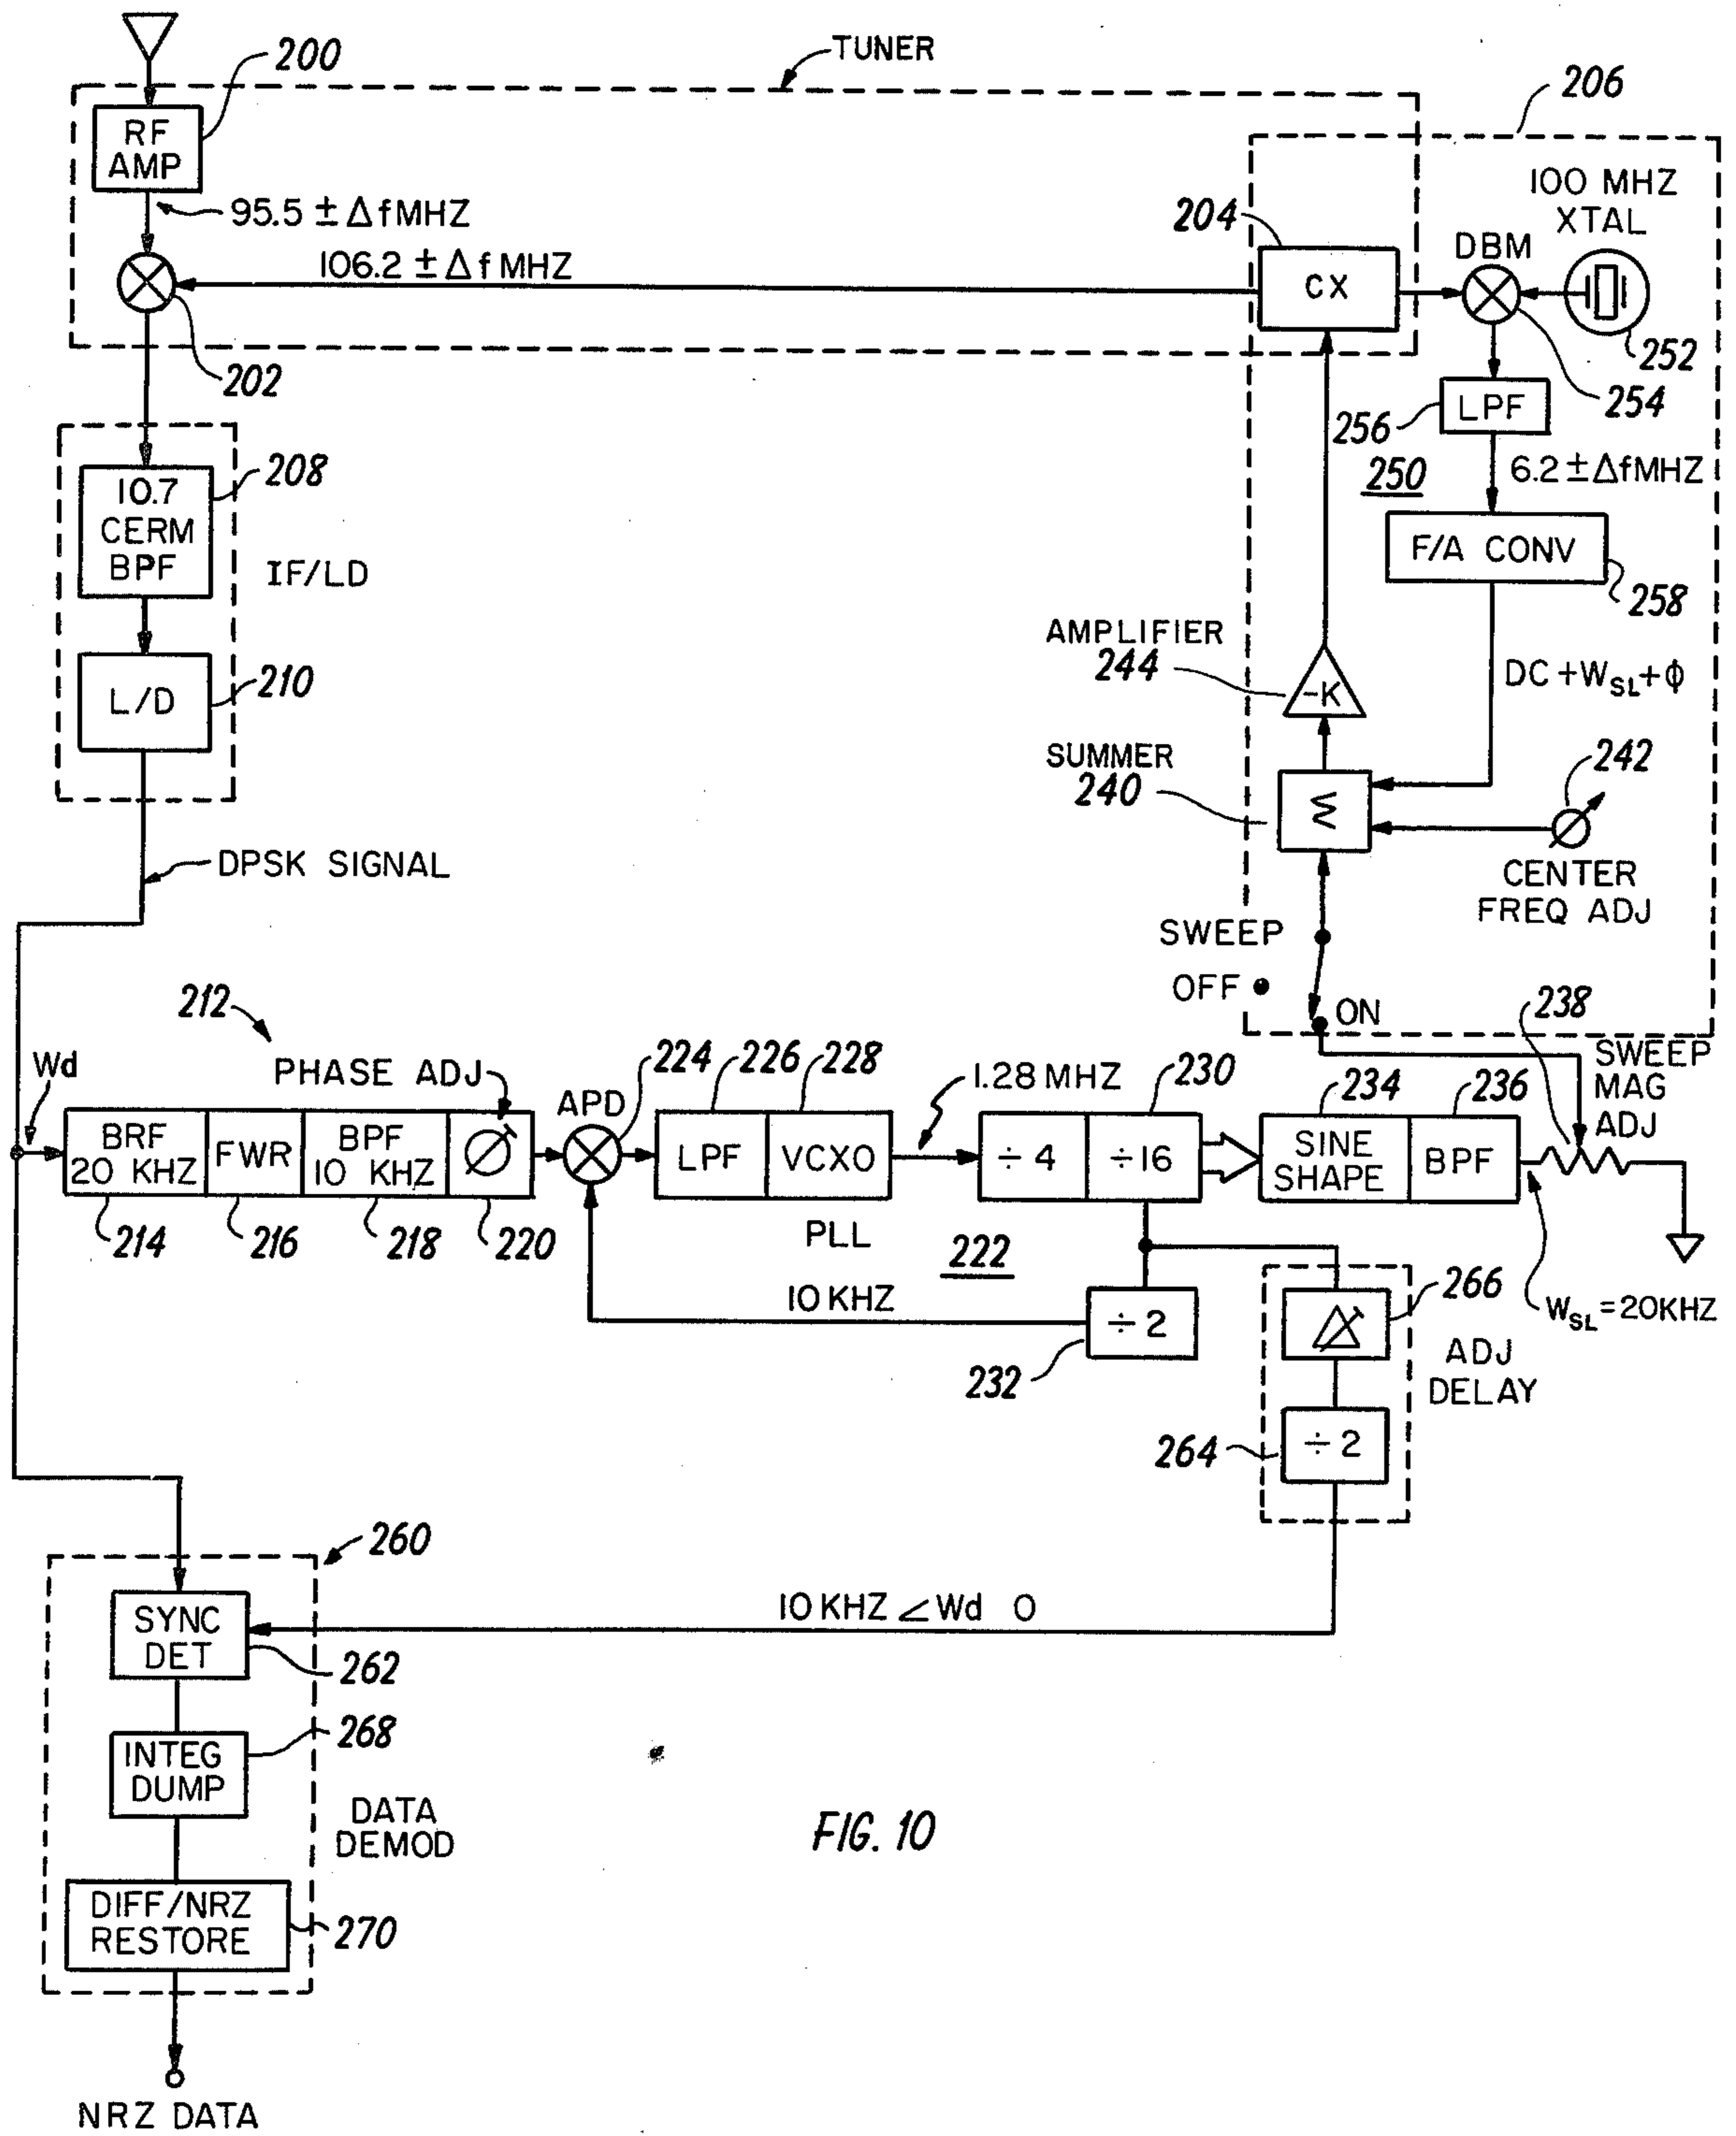 TUNER
200
206
RF
AMP
95.5 ± Δf MHZ
100 MHZ
XTAL
204
DBM
106.2 ± Δf MHZ
CX
202
252
254
LPF
256
208
10.7
CERM
BPF
IF/LD
250
6.2 ± Δf MHZ
F/A CONV
258
AMPLIFIER
244
-K
DC + WSL + Φ
L/D
210
SUMMER
240
Σ
242
CENTER
FREQ ADJ
DPSK SIGNAL
SWEEP
OFF
ON
212
238
SWEEP
MAG
ADJ
Wd
PHASE ADJ
APD
224
226
228
1.28 MHZ
230
234
236
BRF
20 KHZ
FWR
BPF
10 KHZ
LPF
VCXO
÷ 4
÷16
SINE
SHAPE
BPF
214
216
218
220
PLL
222
10 KHZ
÷ 2
232
266
WSL = 20KHZ
ADJ
DELAY
264
÷ 2
260
SYNC
DET
262
10 KHZ ∠Wd 0
INTEG
DUMP
268
DATA
DEMOD
DIFF/NRZ
RESTORE
270
NRZ DATA
FIG. 10